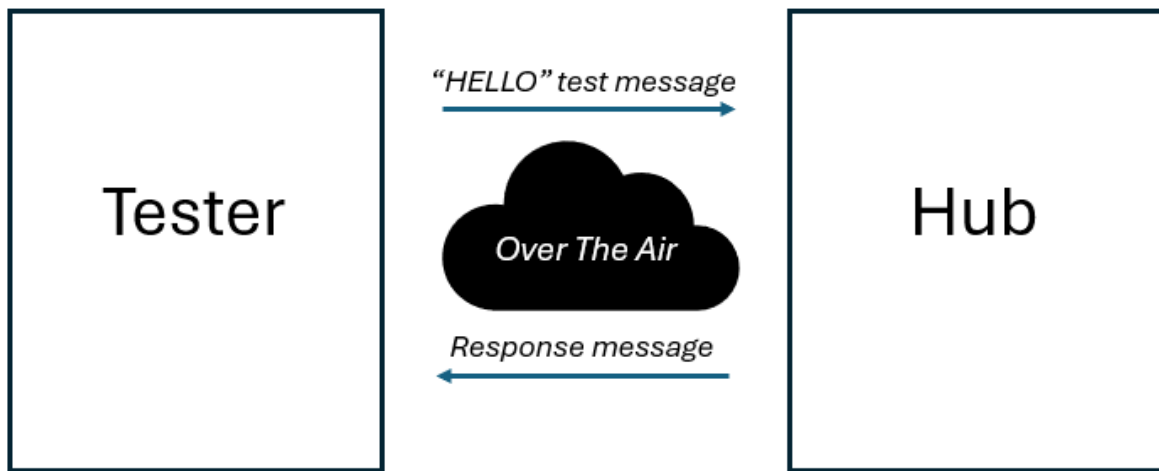 “HELLO” test message
Tester
Hub
Over The Air
Response message